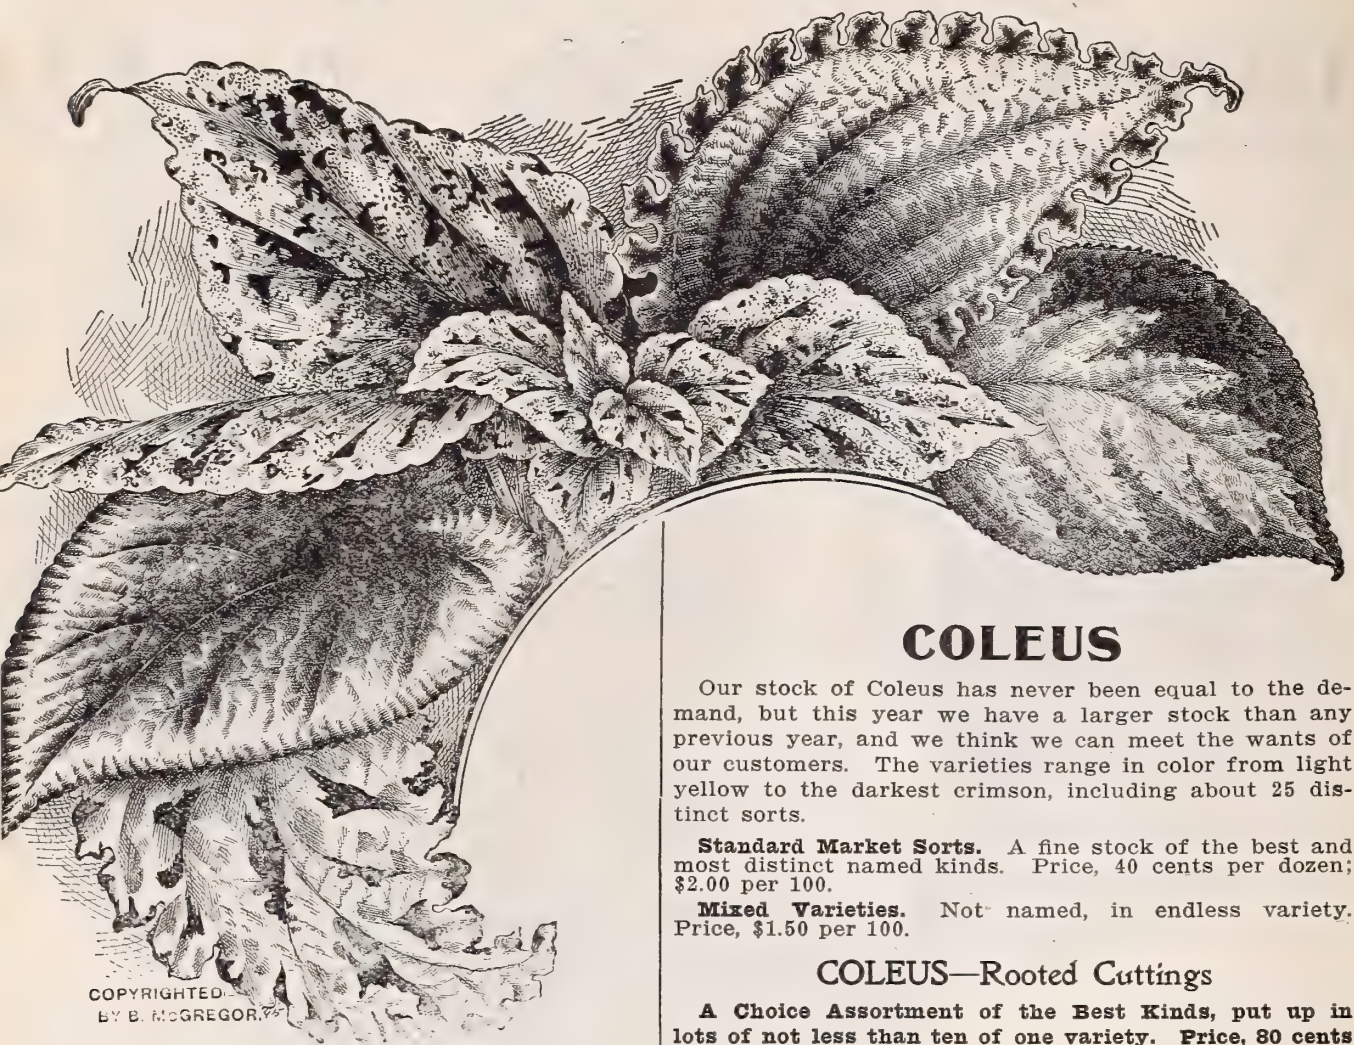 COLEUS
Our stock of Coleus has never been equal to the de-
mand, but this year we have a larger stock than any
previous year, and we think we can meet the wants of
our customers. The varieties range in color from light
yellow to the darkest crimson, including about 25 dis-
tinct sorts.
Standard Market Sorts. A fine stock of the best and
most distinct named kinds. Price, 40 cents per dozen;
$2.00 per 100.
Mixed Varieties. Not named, in endless variety.
Price, $1.50 per 100.
COLEUS—Rooted Cuttings
A Choice Assortment of the Best Kinds, put up in
lots of not less than ten of one variety. Price, 80 cents
COPYRIGHTED
BY B. McGREGOR.